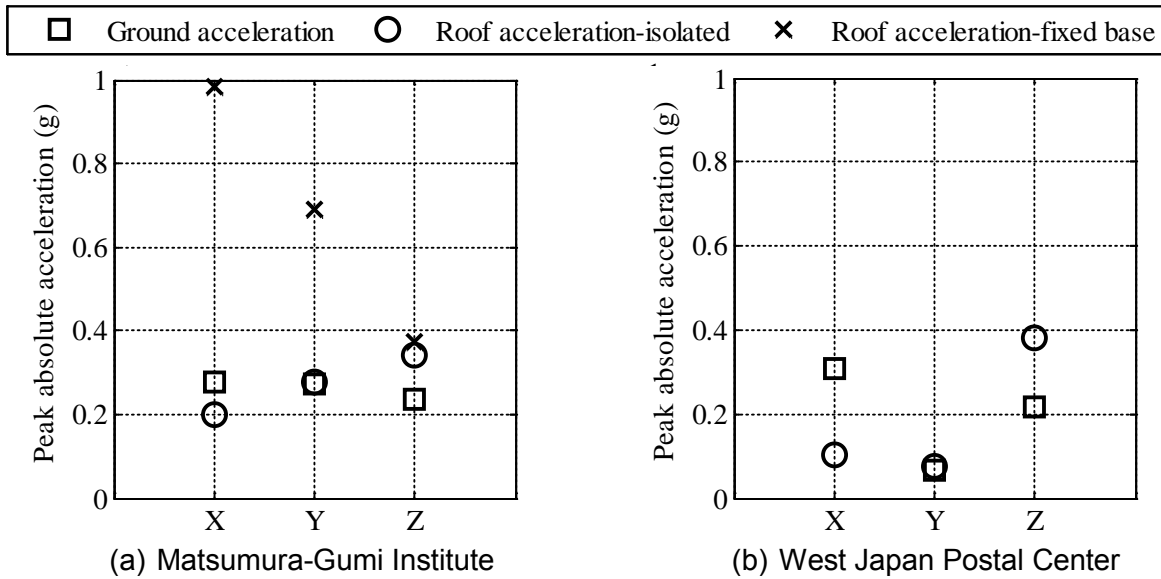 Ground acceleration Roof acceleration-isolated Roof acceleration-fixed base
Peak absolute acceleration (g)
1
0.8
0.6
0.4
0.2
0
X Y Z
(a) Matsumura-Gumi Institute
Peak absolute acceleration (g)
1
0.8
0.6
0.4
0.2
0
X Y Z
(b) West Japan Postal Center